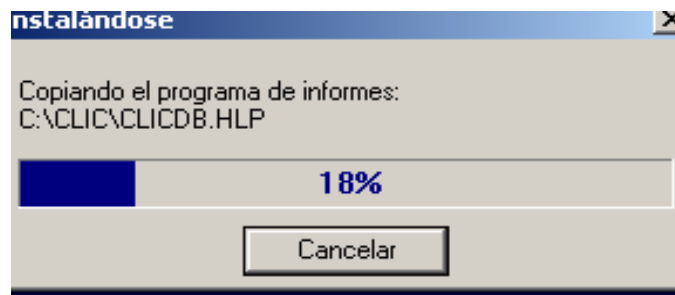 nstalándose
Copiando el programa de informes:
C:\CLIC\CLICDB.HLP
18%
Cancelar